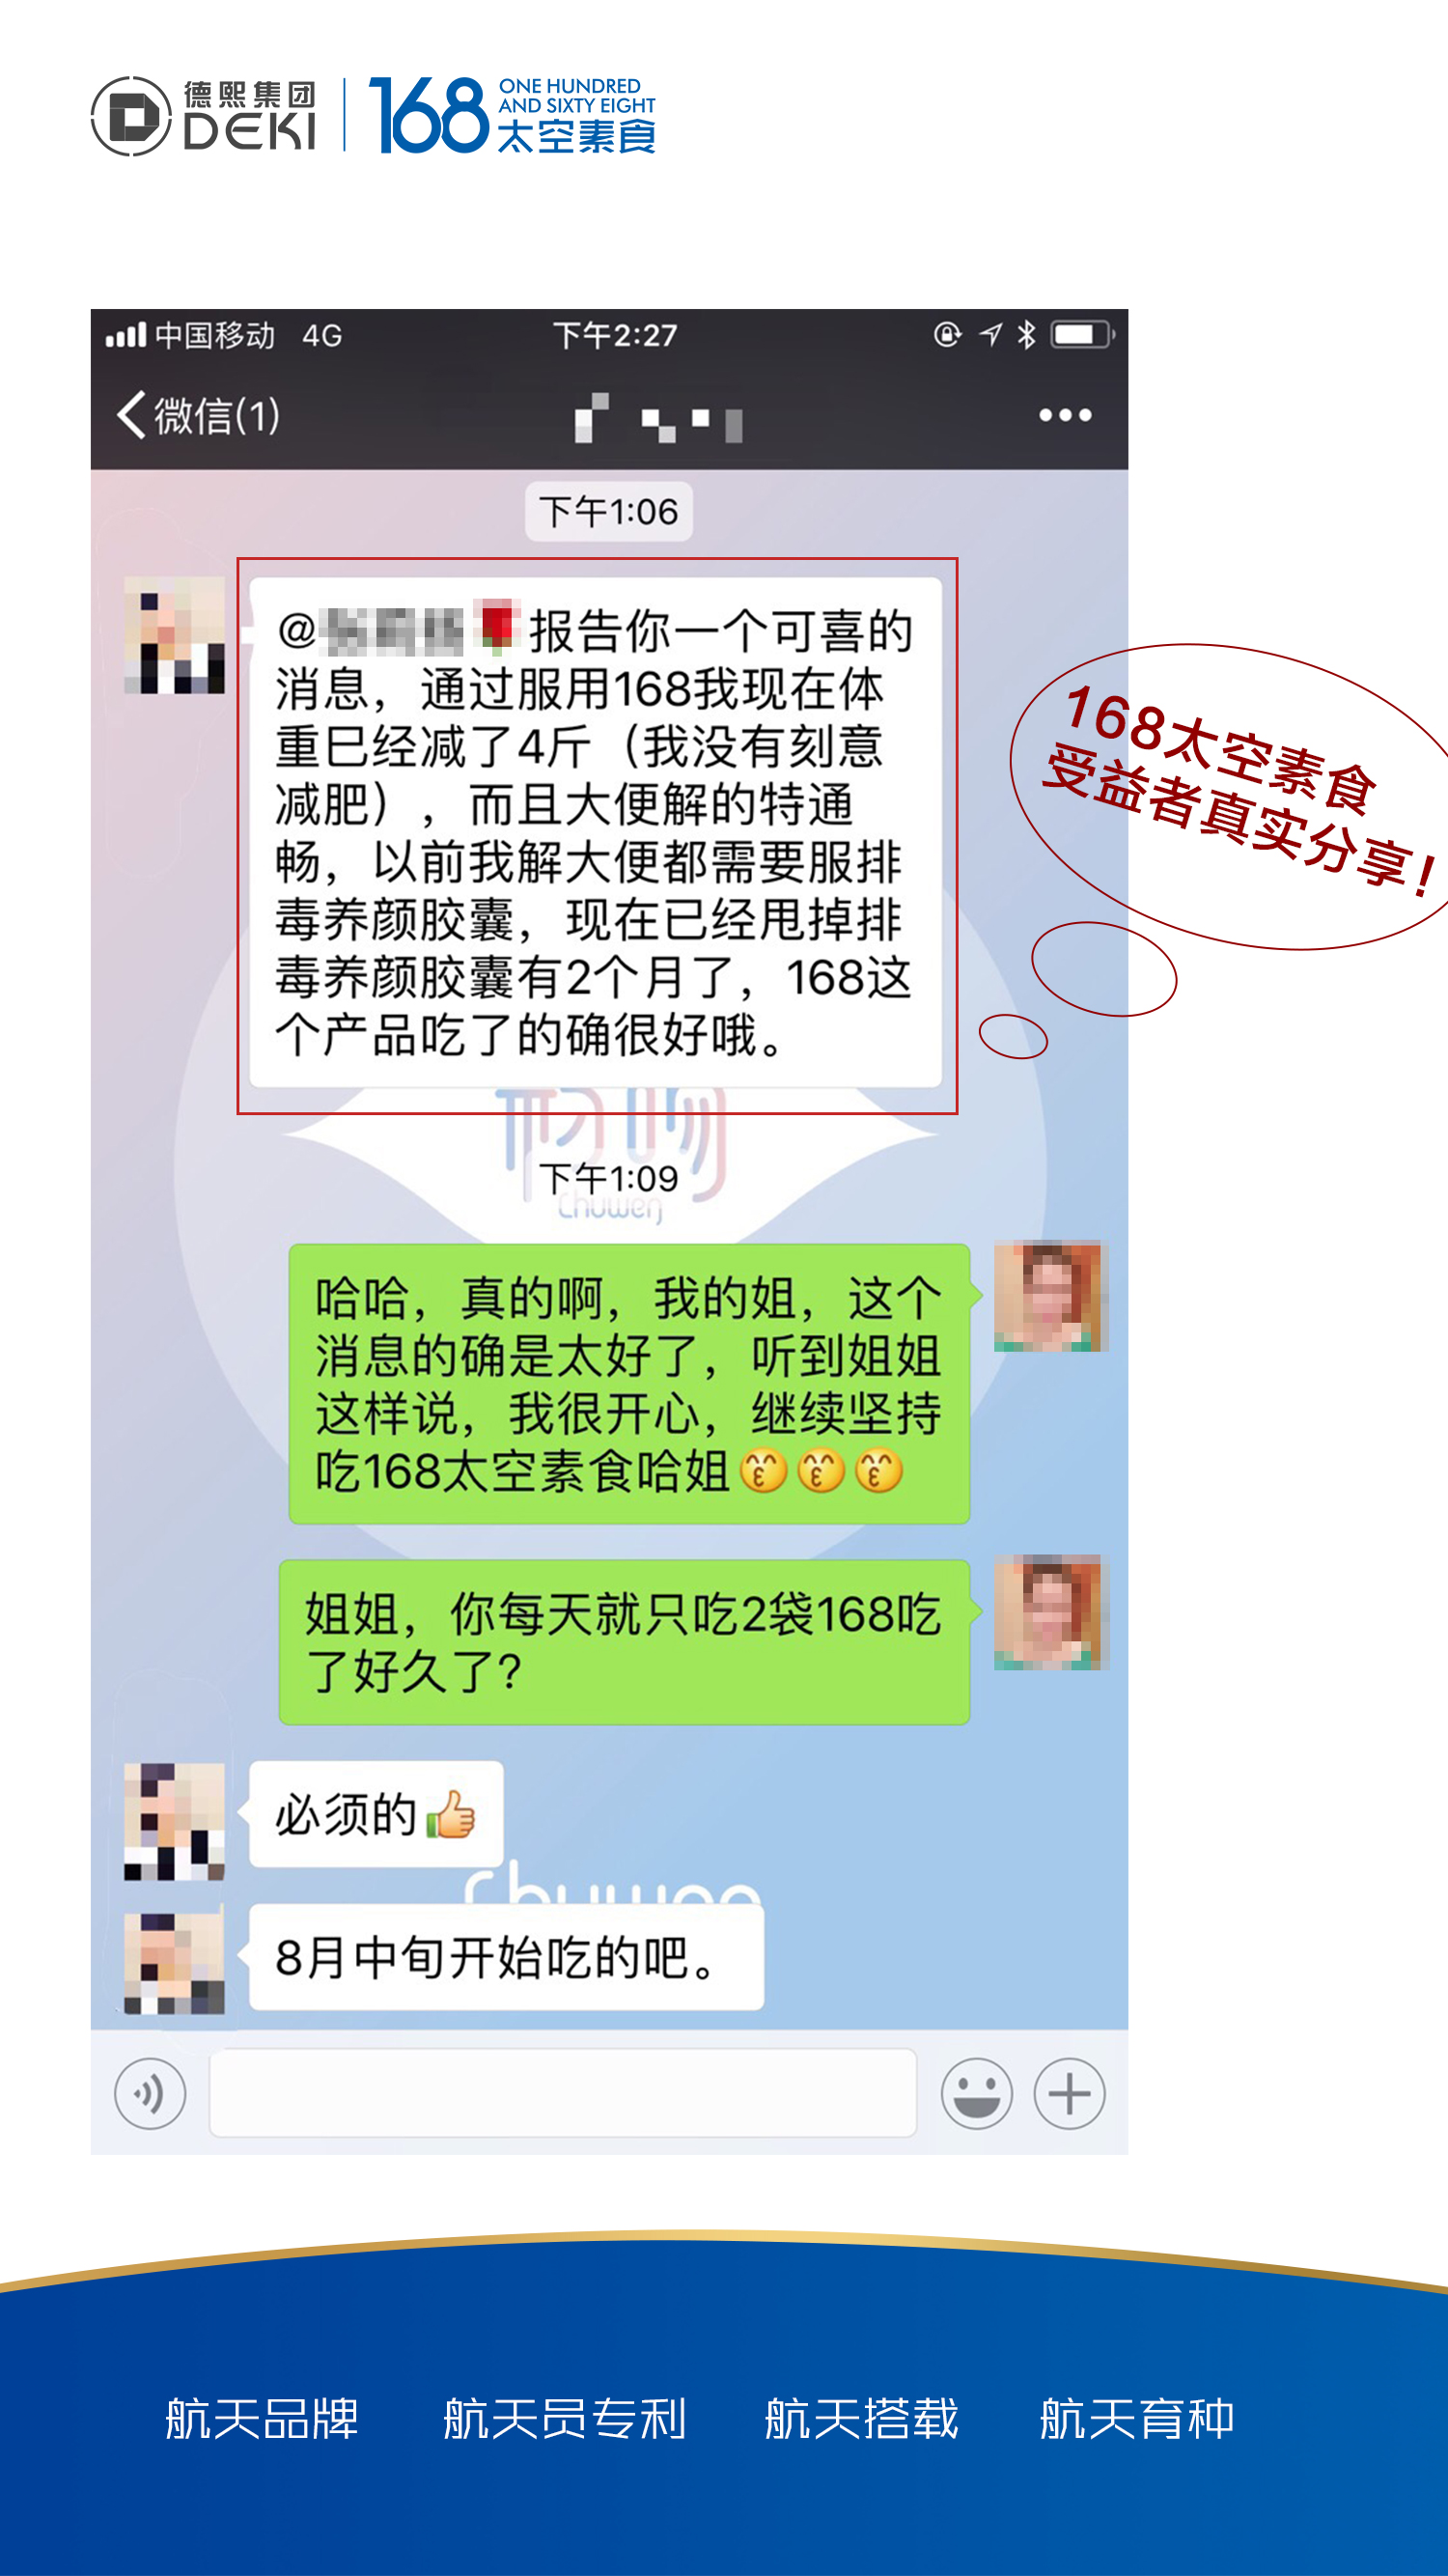 德熙集团
DEKI
168
ONE HUNDRED
AND SIXTY EIGHT
太空素食
中国移动 4G 下午2:27
微信(1)
下午1:06
@ 报告你一个可喜的
消息，通过服用168我现在体
重巳经减了4斤（我没有刻意
减肥），而且大便解的特通
畅，以前我解大便都需要服排
毒养颜胶囊，现在已经甩掉排
毒养颜胶囊有2个月了，168这
个产品吃了的确很好哦。
168太空素食
受益者真实分享！
下午1:09
Chuwen
哈哈，真的啊，我的姐，这个
消息的确是太好了，听到姐姐
这样说，我很开心，继续坚持
吃168太空素食哈姐
姐姐，你每天就只吃2袋168吃
了好久了？
必须的
Chuwen
8月中旬开始吃的吧。
航天品牌 航天员专利 航天搭载 航天育种